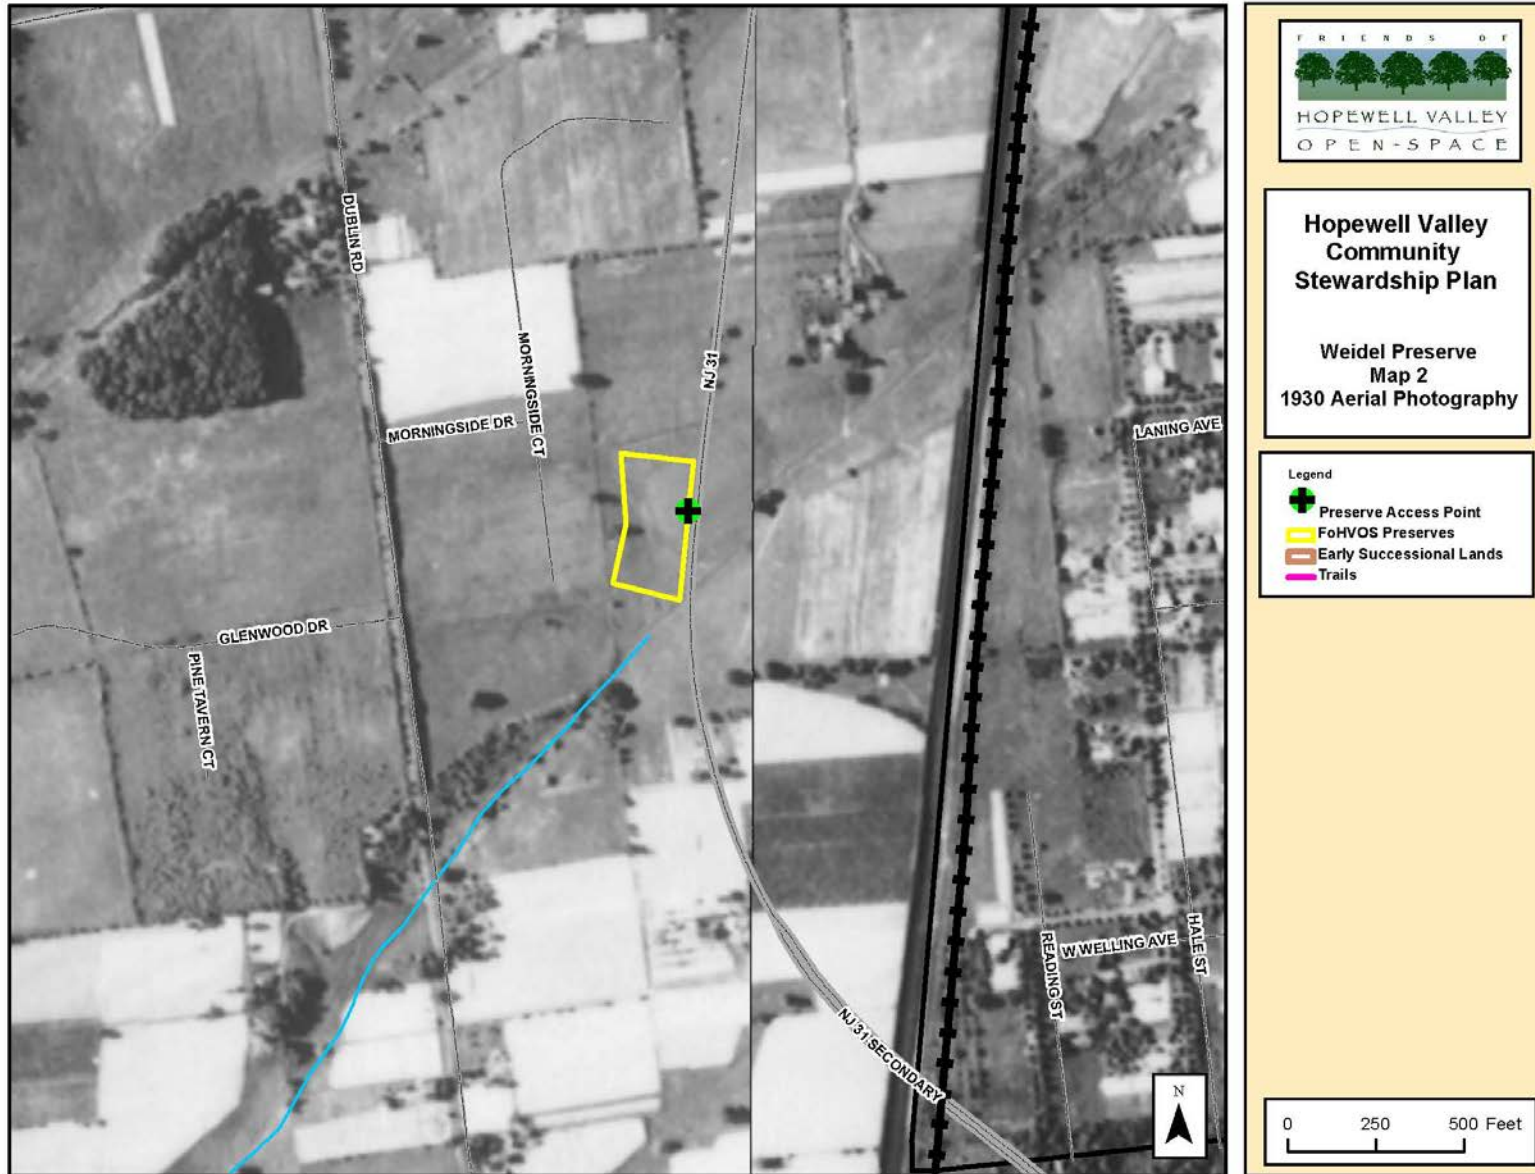 FRIENDS OF
HOPEWELL VALLEY
OPEN-SPACE
Hopewell Valley
Community
Stewardship Plan
Weidel Preserve
Map 2
1930 Aerial Photography
Legend
Preserve Access Point
FoHVOS Preserves
Early Successional Lands
Trails
DUBLIN RD
MORNINGSIDE CT
NJ 31
MORNINGSIDE DR
LANING AVE
GLENWOOD DR
PINE TAVERN CT
W WELLING AVE
READING ST
HALE ST
NJ 31 SECONDARY
N
0 250 500 Feet